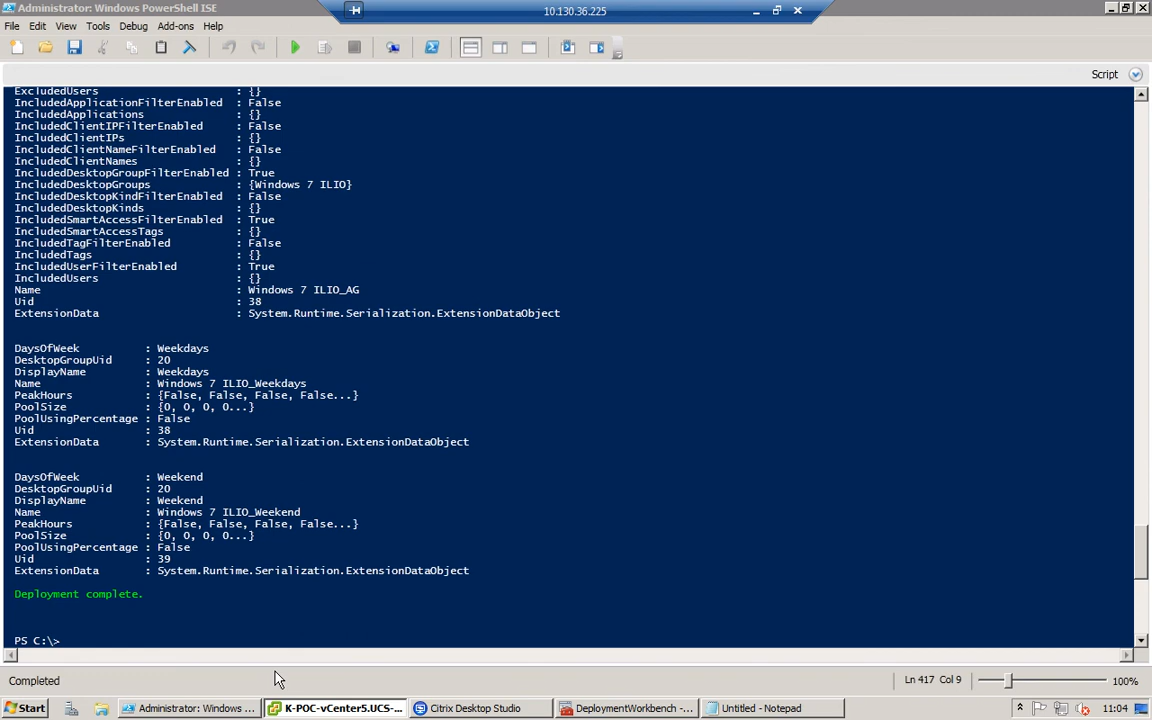 Administrator: Windows PowerShell ISE
10.130.36.225
File Edit View Tools Debug Add-ons Help
Script
ExcludedUsers : {}
IncludedApplicationFilterEnabled : False
IncludedApplications : {}
IncludedClientIPFilterEnabled : False
IncludedClientIPs : {}
IncludedClientNameFilterEnabled : False
IncludedClientNames : {}
IncludedDesktopGroupFilterEnabled : True
IncludedDesktopGroups : {Windows 7 ILIO}
IncludedDesktopKindFilterEnabled : False
IncludedDesktopKinds : {}
IncludedSmartAccessFilterEnabled : True
IncludedSmartAccessTags : {}
IncludedTagFilterEnabled : False
IncludedTags : {}
IncludedUserFilterEnabled : True
IncludedUsers : {}
Name : Windows 7 ILIO_AG
Uid : 38
ExtensionData : System.Runtime.Serialization.ExtensionDataObject
DaysOfWeek : Weekdays
DesktopGroupUid : 20
DisplayName : Weekdays
Name : Windows 7 ILIO_Weekdays
PeakHours : {False, False, False, False...}
PoolSize : {0, 0, 0, 0...}
PoolUsingPercentage : False
Uid : 38
ExtensionData : System.Runtime.Serialization.ExtensionDataObject
DaysOfWeek : Weekend
DesktopGroupUid : 20
DisplayName : Weekend
Name : Windows 7 ILIO_Weekend
PeakHours : {False, False, False, False...}
PoolSize : {0, 0, 0, 0...}
PoolUsingPercentage : False
Uid : 39
ExtensionData : System.Runtime.Serialization.ExtensionDataObject
Deployment complete.
PS C:\>
Completed
Ln 417 Col 9
100%
Start
Administrator: Windows ...
K-POC-vCenter5.UCS-...
Citrix Desktop Studio
DeploymentWorkbench -...
Untitled - Notepad
11:04